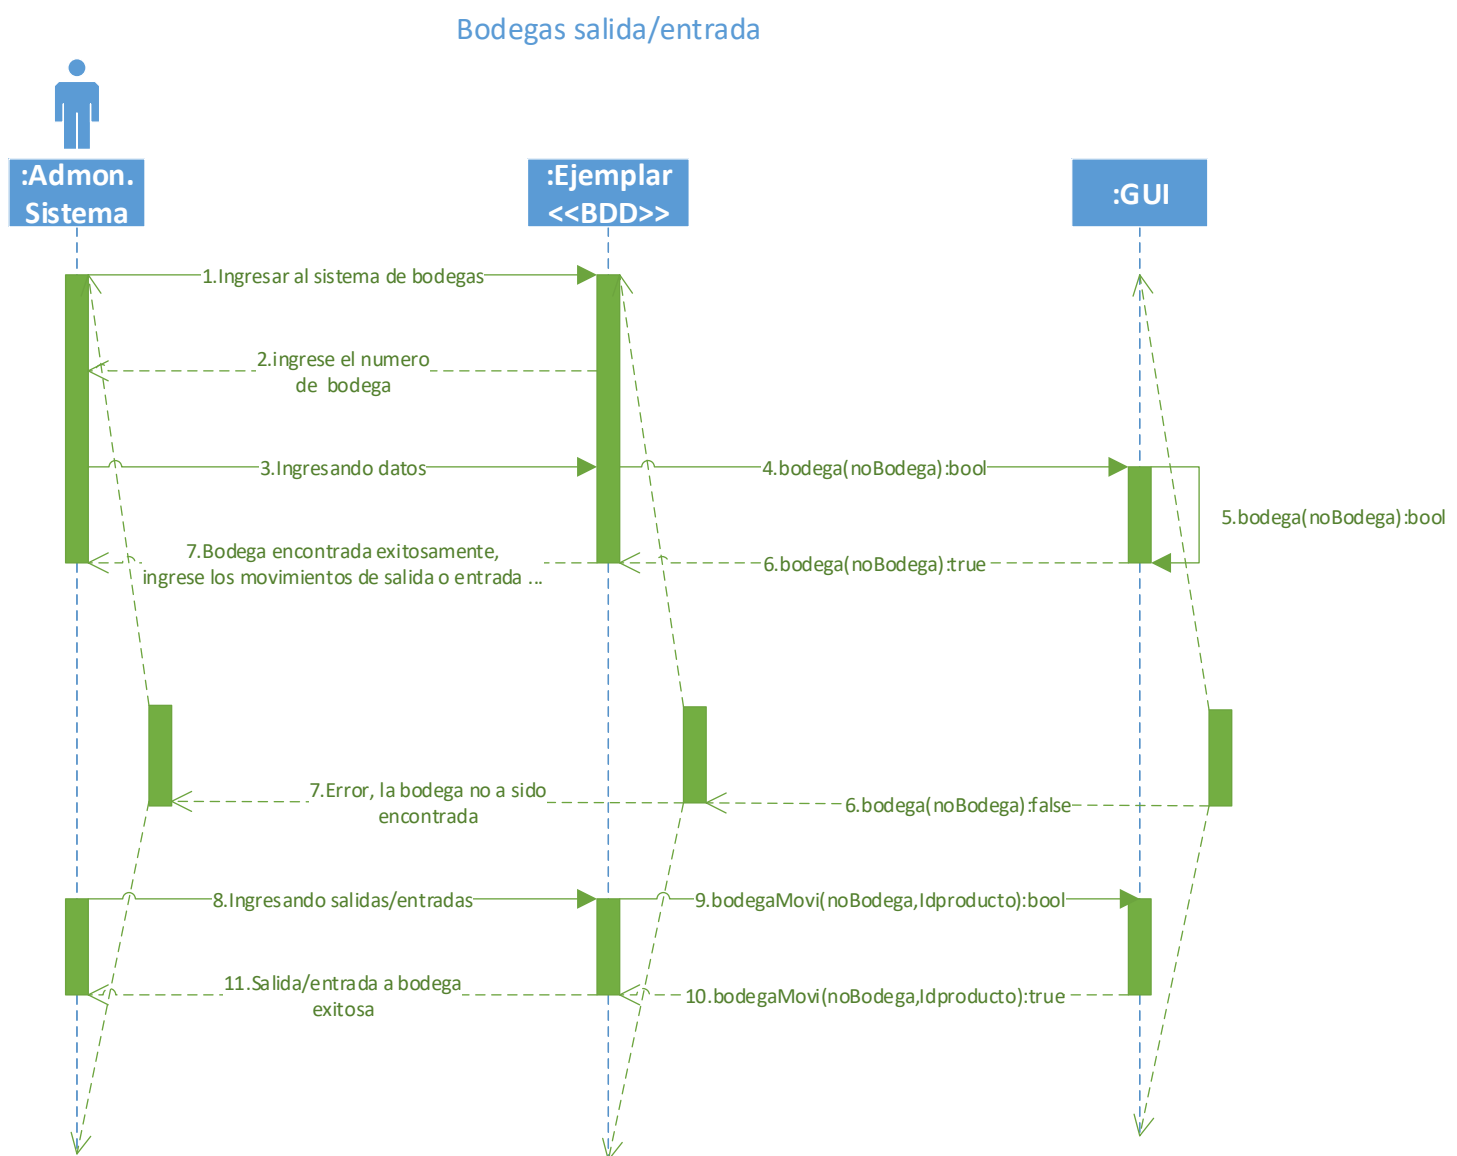 Bodegas salida/entrada
:Admon.
Sistema
:Ejemplar
<<BDD>>
:GUI
1.Ingresar al sistema de bodegas
2.ingrese el numero
de bodega
3.Ingresando datos
4.bodega(noBodega):bool
5.bodega(noBodega):bool
7.Bodega encontrada exitosamente,
ingrese los movimientos de salida o entrada ...
6.bodega(noBodega):true
7.Error, la bodega no a sido
encontrada
6.bodega(noBodega):false
8.Ingresando salidas/entradas
9.bodegaMovi(noBodega,Idproducto):bool
11.Salida/entrada a bodega
exitosa
10.bodegaMovi(noBodega,Idproducto):true